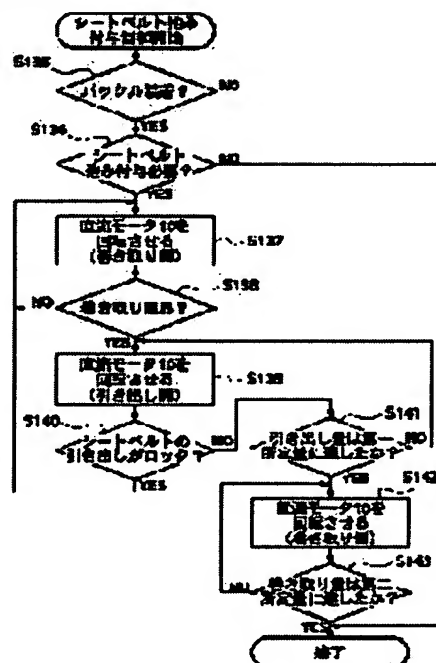 シートベルト弛み
付与制御開始
S135
バックル装着？
NO
YES
S136
シートベルト
弛み付与必要？
NO
YES
直流モータ10を
回転させる
(巻き取り側)
S137
S138
巻き取り限界？
NO
YES
直流モータ10を
回転させる
(引き出し側)
S139
S140
シートベルトの
引き出しがロック？
NO
YES
S141
引き出し量は第一
所定量に達したか？
NO
YES
S142
直流モータ10を
回転させる
(巻き取り側)
S143
巻き取り量は第二
所定量に達したか？
NO
YES
終了